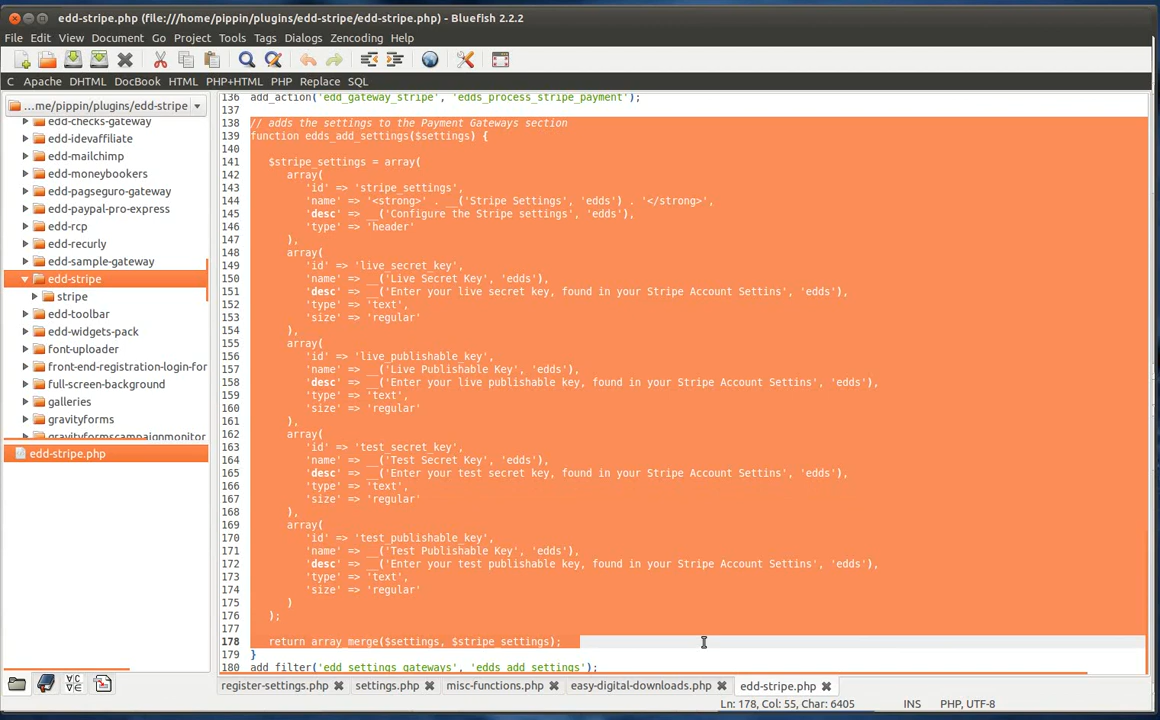 edd-stripe.php (file:///home/pippin/plugins/edd-stripe/edd-stripe.php) - Bluefish 2.2.2
File Edit View Document Go Project Tools Tags Dialogs Zencoding Help
C Apache DHTML DocBook HTML PHP+HTML PHP Replace SQL
...me/pippin/plugins/edd-stripe
edd-checks-gateway
edd-idevaffiliate
edd-mailchimp
edd-moneybookers
edd-pagseguro-gateway
edd-paypal-pro-express
edd-rcp
edd-recurly
edd-sample-gateway
edd-stripe
stripe
edd-toolbar
edd-widgets-pack
font-uploader
front-end-registration-login-for
full-screen-background
galleries
gravityforms
gravityformscampaignmonitor
edd-stripe.php
136 add_action('edd_gateway_stripe', 'edds_process_stripe_payment');
137
138 // adds the settings to the Payment Gateways section
139 function edds_add_settings($settings) {
140
141 $stripe_settings = array(
142 array(
143 'id' => 'stripe_settings',
144 'name' => '<strong>' . __('Stripe Settings', 'edds') . '</strong>',
145 'desc' => __('Configure the Stripe settings', 'edds'),
146 'type' => 'header'
147 ),
148 array(
149 'id' => 'live_secret_key',
150 'name' => __('Live Secret Key', 'edds'),
151 'desc' => __('Enter your live secret key, found in your Stripe Account Settins', 'edds'),
152 'type' => 'text',
153 'size' => 'regular'
154 ),
155 array(
156 'id' => 'live_publishable_key',
157 'name' => __('Live Publishable Key', 'edds'),
158 'desc' => __('Enter your live publishable key, found in your Stripe Account Settins', 'edds'),
159 'type' => 'text',
160 'size' => 'regular'
161 ),
162 array(
163 'id' => 'test_secret_key',
164 'name' => __('Test Secret Key', 'edds'),
165 'desc' => __('Enter your test secret key, found in your Stripe Account Settins', 'edds'),
166 'type' => 'text',
167 'size' => 'regular'
168 ),
169 array(
170 'id' => 'test_publishable_key',
171 'name' => __('Test Publishable Key', 'edds'),
172 'desc' => __('Enter your test publishable key, found in your Stripe Account Settins', 'edds'),
173 'type' => 'text',
174 'size' => 'regular'
175 )
176 );
177
178 return array_merge($settings, $stripe_settings);
179 }
180 add_filter('edd_settings_gateways', 'edds_add_settings');
register-settings.php settings.php misc-functions.php easy-digital-downloads.php edd-stripe.php
Ln: 178, Col: 55, Char: 6405 INS PHP, UTF-8